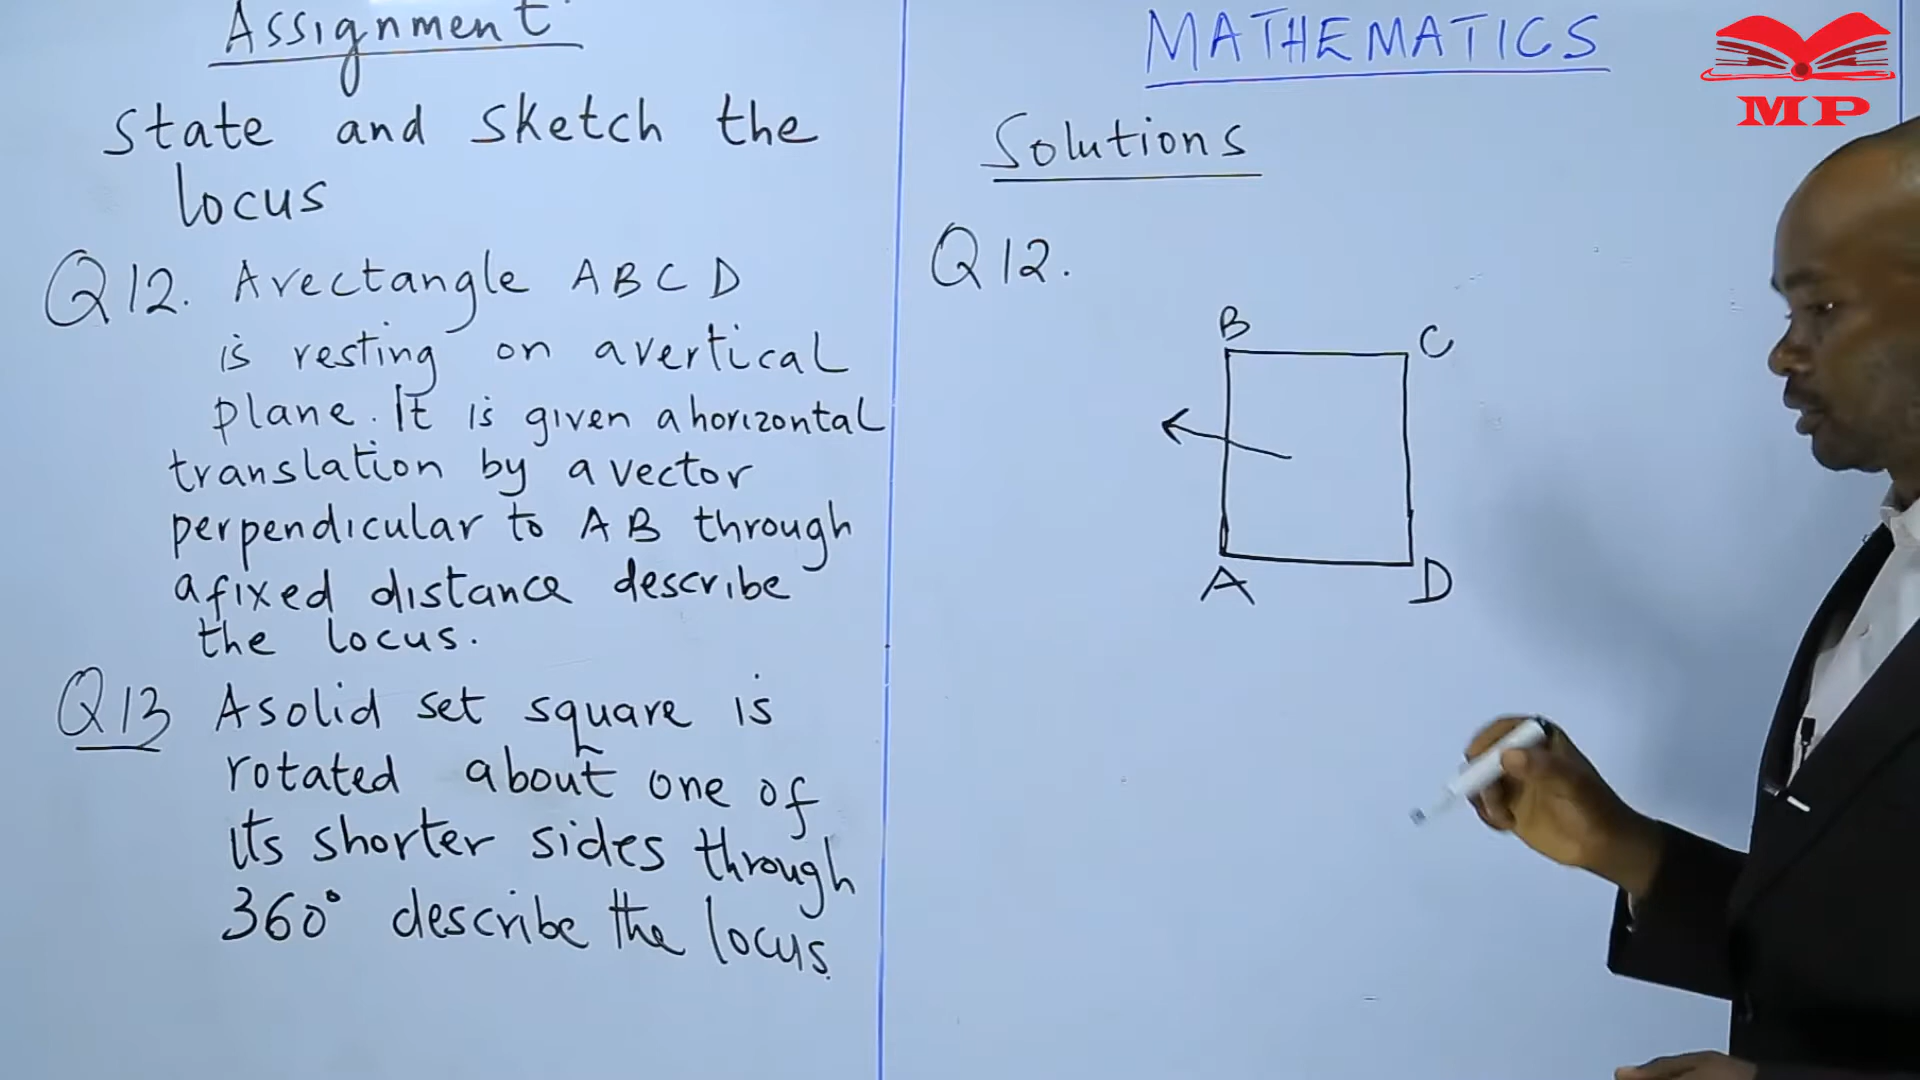 Assignment
state and sketch the
locus
Q12. A rectangle ABCD
is resting on a vertical
plane. It is given a horizontal
translation by a vector
perpendicular to AB through
a fixed distance describe
the locus.
Q13 A solid set square is
rotated about one of
its shorter sides through
360° describe the locus.
MATHEMATICS
MP
Solutions
Q12.
B
C
A
D